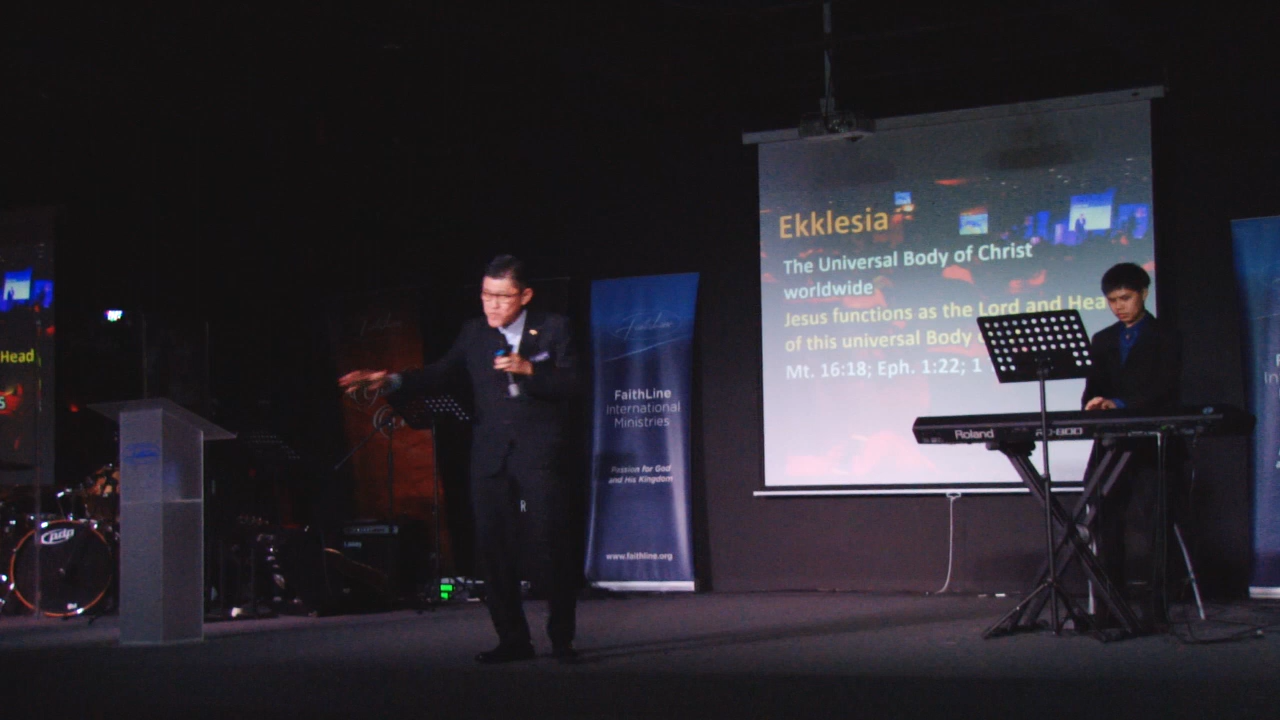 Head
pdp
FaithLine
International
Ministries
Passion for God
and His Kingdom
www.faithline.org
Ekklesia
The Universal Body of Christ
worldwide
Jesus functions as the Lord and Hea
of this universal Body
Mt. 16:18; Eph. 1:22; 1
Roland